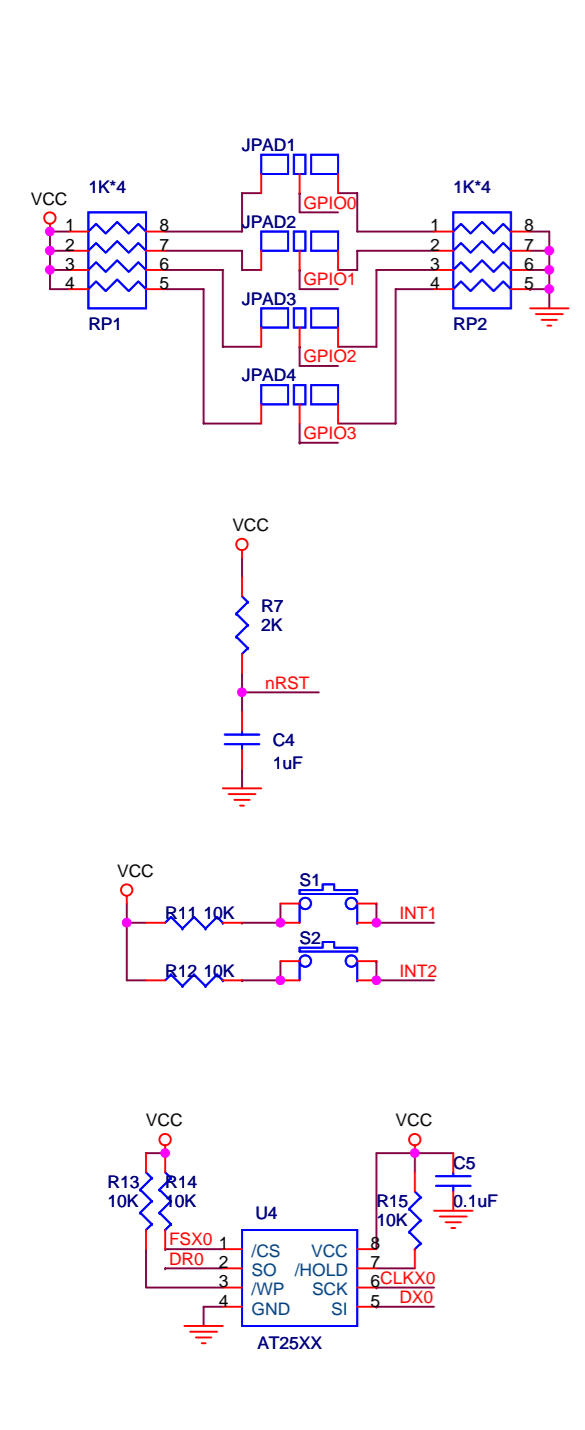 JPAD1
VCC
1K*4
1K*4
GPIO0
1
8
JPAD2
1
8
2
7
2
7
3
6
GPIO1
3
6
4
5
JPAD3
4
5
RP1
RP2
GPIO2
JPAD4
GPIO3
VCC
R7
2K
nRST
C4
1uF
VCC
S1
R11 10K
INT1
S2
R12 10K
INT2
VCC
VCC
C5
R13
R14
10K
10K
R15
0.1uF
10K
U4
FSX0
1
/CS
VCC
8
DR0
2
SO
/HOLD
7
3
/WP
SCK
6
CLKX0
4
GND
SI
5
DX0
AT25XX